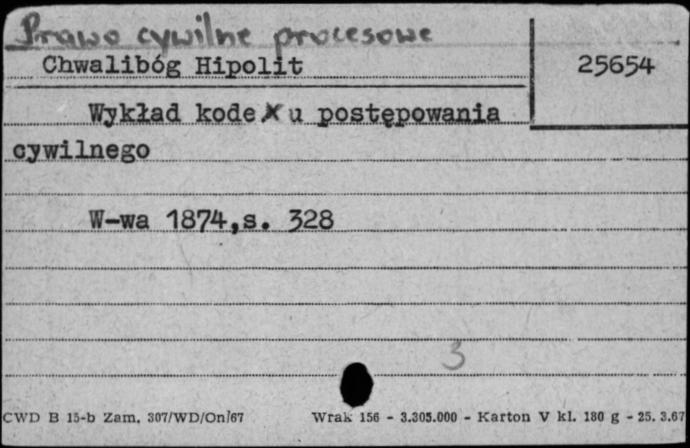 Prawo cywilne procesowe
Chwalibóg Hipolit 25654
Wykład kodexu postępowania
cywilnego
W-wa 1874,s. 328
3
CWD B 15-b Zam. 307/WD/On/67 Wrak 156 - 3.305.000 - Karton V kl. 180 g - 25. 3.67